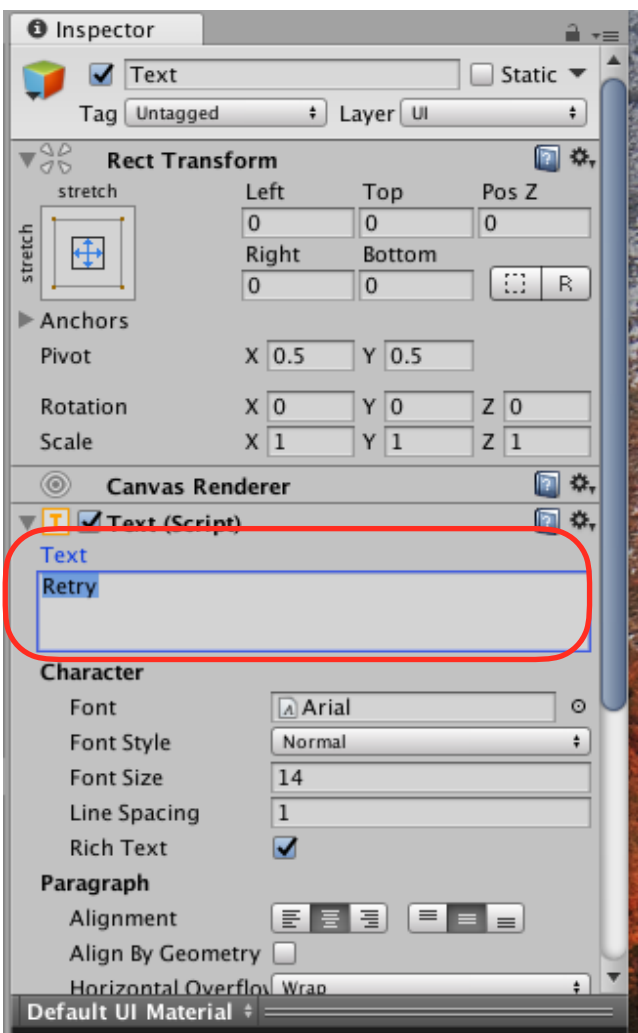 Inspector
Text Static
Tag Untagged Layer UI
Rect Transform
stretch Left Top Pos Z
stretch 0 0 0
Right Bottom
0 0 R
Anchors
Pivot X 0.5 Y 0.5
Rotation X 0 Y 0 Z 0
Scale X 1 Y 1 Z 1
Canvas Renderer
T Text (Script)
Text
Retry
Character
Font Arial
Font Style Normal
Font Size 14
Line Spacing 1
Rich Text
Paragraph
Alignment
Align By Geometry
Horizontal Overflov Wrap
Default UI Material